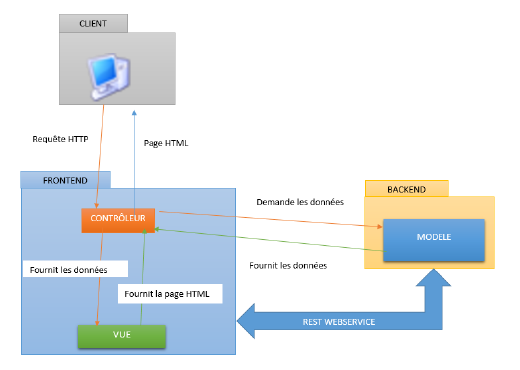 CLIENT
Requête HTTP
Page HTML
FRONTEND
BACKEND
Demande les données
CONTRÔLEUR
MODELE
Fournit les données
Fournit les données
Fournit la page HTML
REST WEBSERVICE
VUE